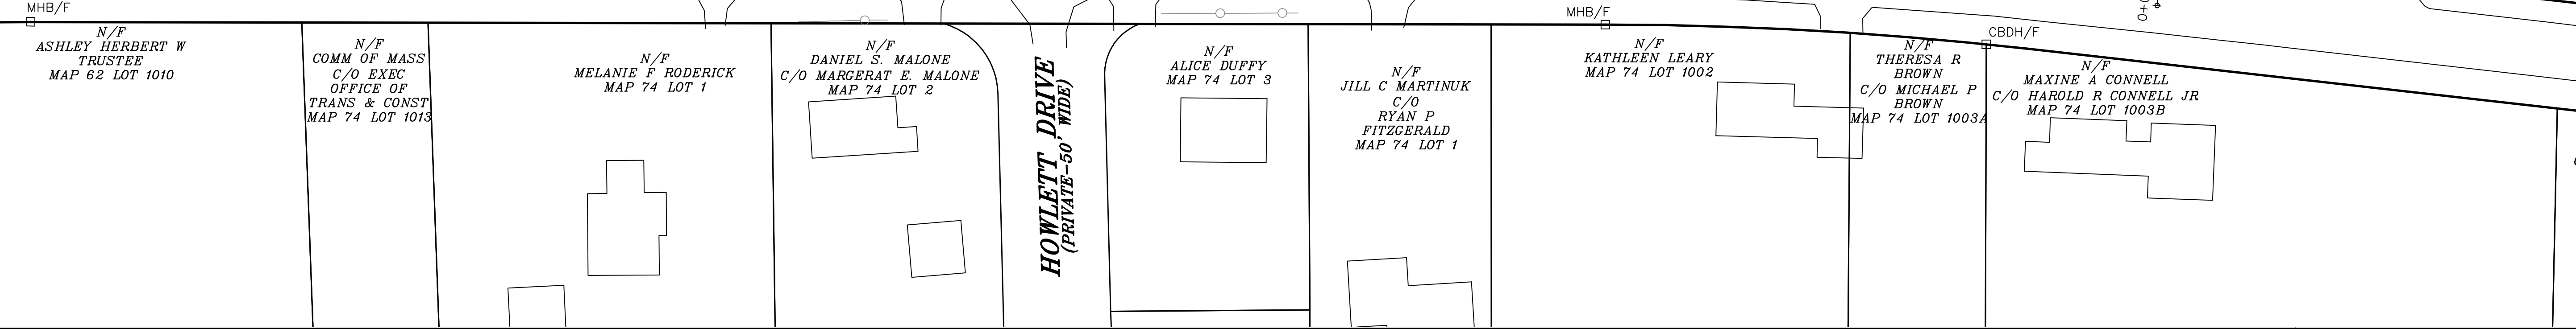 MHB/F
N/F
ASHLEY HERBERT W
TRUSTEE
MAP 62 LOT 1010
N/F
COMM OF MASS
C/O EXEC
OFFICE OF
TRANS & CONST
MAP 74 LOT 1013
N/F
MELANIE F RODERICK
MAP 74 LOT 1
N/F
DANIEL S. MALONE
C/O MARGERAT E. MALONE
MAP 74 LOT 2
HOWLETT DRIVE
(PRIVATE-50' WIDE)
N/F
ALICE DUFFY
MAP 74 LOT 3
N/F
JILL C MARTINUK
C/O
RYAN P
FITZGERALD
MAP 74 LOT 1
MHB/F
N/F
KATHLEEN LEARY
MAP 74 LOT 1002
N/F
THERESA R
BROWN
C/O MICHAEL P
BROWN
MAP 74 LOT 1003A
CBDH/F
N/F
MAXINE A CONNELL
C/O HAROLD R CONNELL JR
MAP 74 LOT 1003B